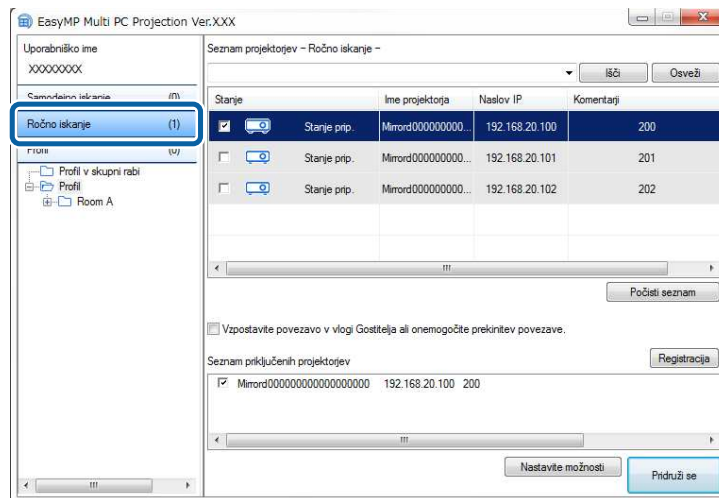 EasyMP Multi PC Projection Ver.XXX
Uporabniško ime
XXXXXXXX
Samodejno iskanje (0)
Ročno iskanje (1)
Profil (0)
Profil v skupni rabi
Profil
Room A
Seznam projektorjev - Ročno iskanje -
Išči Osveži
Stanje Ime projektorja Naslov IP Komentarji
Stanje prip. Mirrord000000000... 192.168.20.100 200
Stanje prip. Mirrord000000000... 192.168.20.101 201
Stanje prip. Mirrord000000000... 192.168.20.102 202
Počisti seznam
Vzpostavite povezavo v vlogi Gostitelja ali onemogočite prekinitev povezave.
Seznam priključenih projektorjev Registracija
Mirrord000000000000000000 192.168.20.100 200
Nastavite možnosti Pridruži se